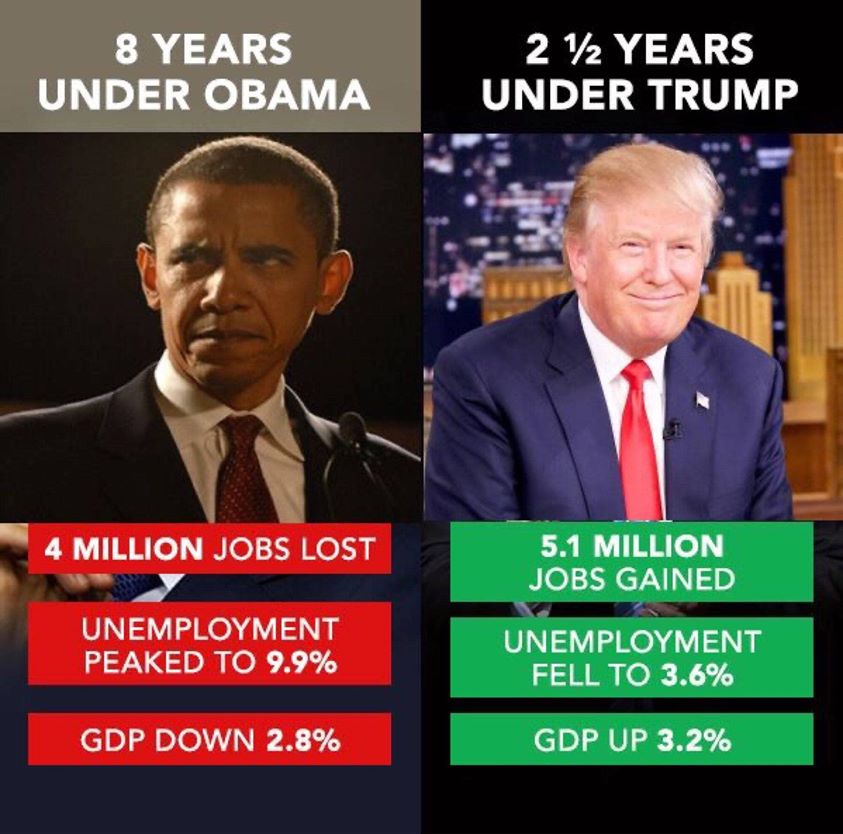 8 YEARS
UNDER OBAMA
2 ½ YEARS
UNDER TRUMP
4 MILLION JOBS LOST
UNEMPLOYMENT
PEAKED TO 9.9%
GDP DOWN 2.8%
5.1 MILLION
JOBS GAINED
UNEMPLOYMENT
FELL TO 3.6%
GDP UP 3.2%